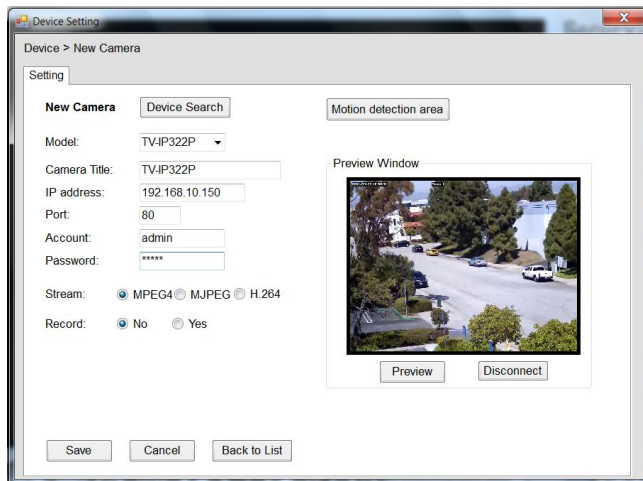 Device Setting
Device > New Camera
Setting
New Camera
Device Search
Motion detection area
Model:
TV-IP322P
Camera Title:
TV-IP322P
IP address:
192.168.10.150
Port:
80
Account:
admin
Password:
*****
Stream:
MPEG4 MJPEG H.264
Record:
No Yes
Preview Window
Preview
Disconnect
Save
Cancel
Back to List